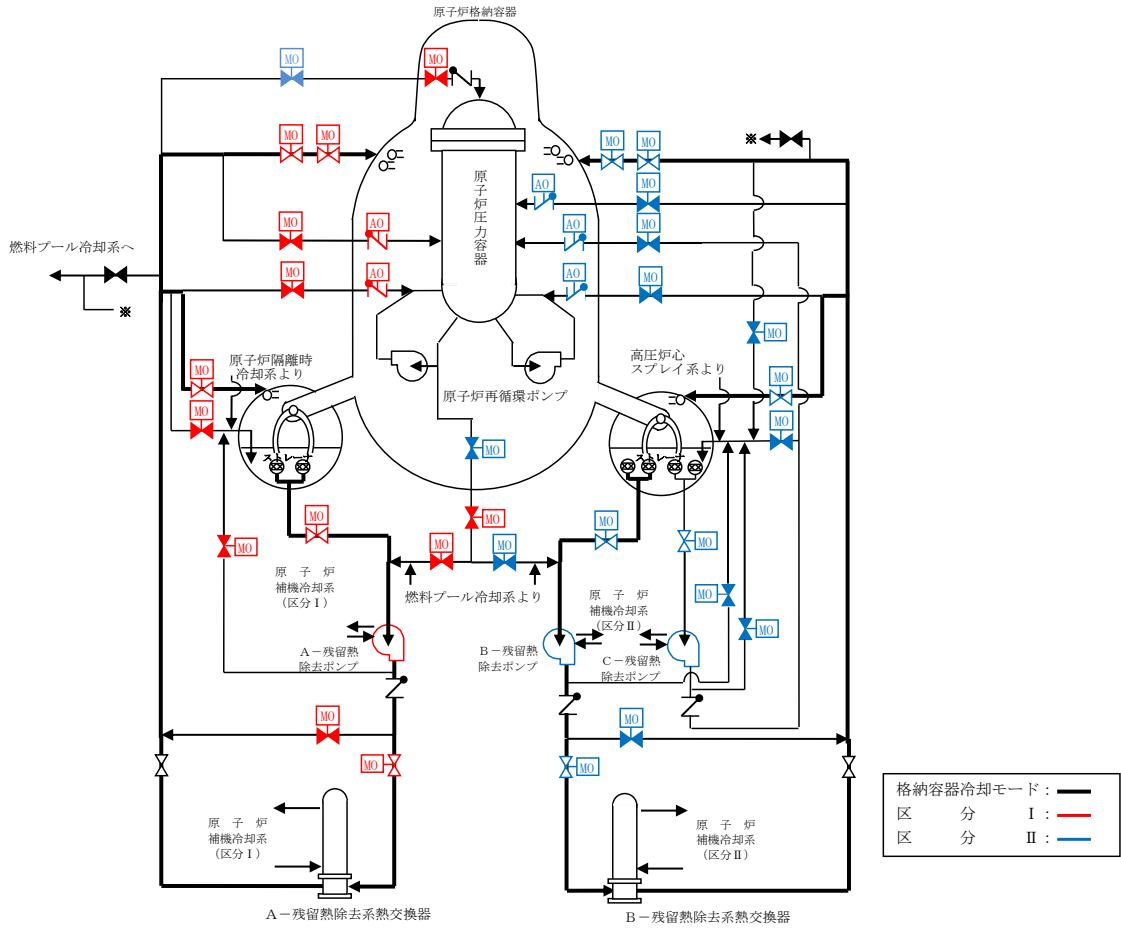 原子炉格納容器
MO
MO
MO
MO
MO
MO
※
AO
MO
原子炉圧力容器
MO
AO
AO
MO
燃料プール冷却系へ
MO
AO
AO
MO
※
MO
原子炉隔離時
冷却系より
MO
高圧炉心
スプレイ系より
MO
原子炉再循環ポンプ
MO
MO
MO
ストレーナ
ストレーナ
MO
MO
MO
MO
MO
MO
MO
MO
原子炉
補機冷却系
(区分Ⅰ)
燃料プール冷却系より
原子炉
補機冷却系
(区分Ⅱ)
MO
MO
A-残留熱
除去ポンプ
B-残留熱
除去ポンプ
C-残留熱
除去ポンプ
MO
MO
MO
MO
原子炉
補機冷却系
(区分Ⅰ)
原子炉
補機冷却系
(区分Ⅱ)
A-残留熱除去系熱交換器
B-残留熱除去系熱交換器
格納容器冷却モード:
区分Ⅰ:
区分Ⅱ: